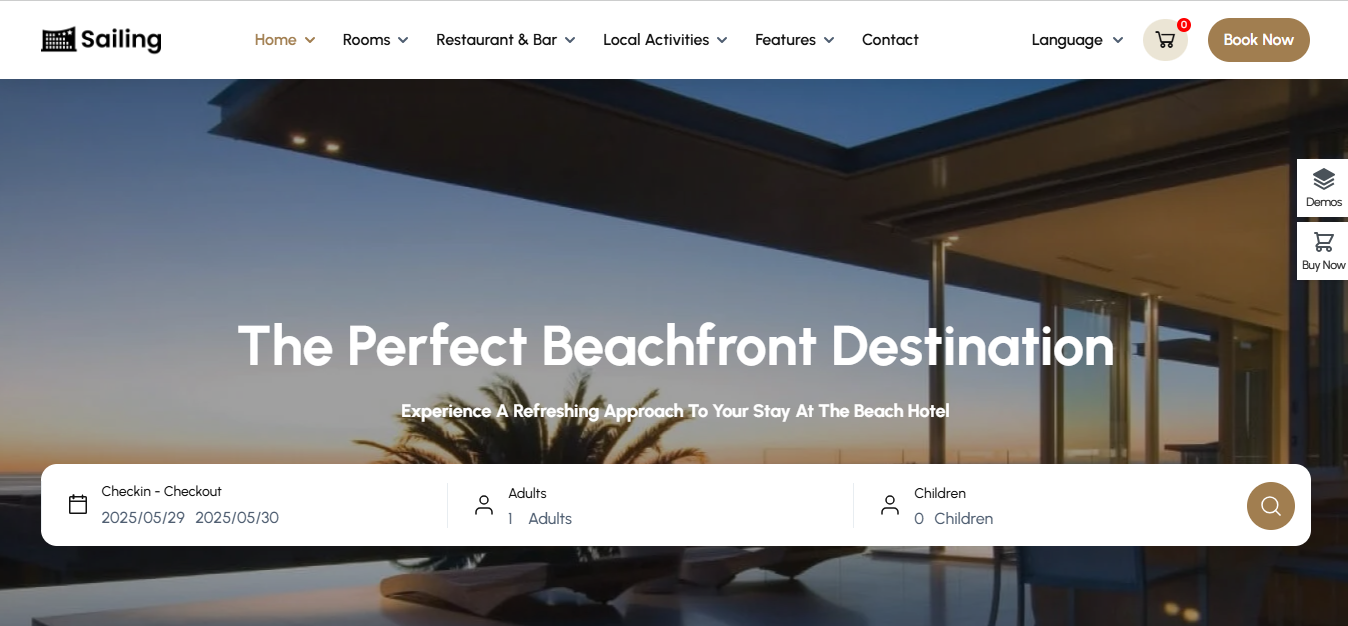 Sailing
Home Rooms Restaurant & Bar Local Activities Features Contact Language 0 Book Now
Demos
Buy Now
The Perfect Beachfront Destination
Experience A Refreshing Approach To Your Stay At The Beach Hotel
Checkin - Checkout
2025/05/29 2025/05/30
Adults
1 Adults
Children
0 Children